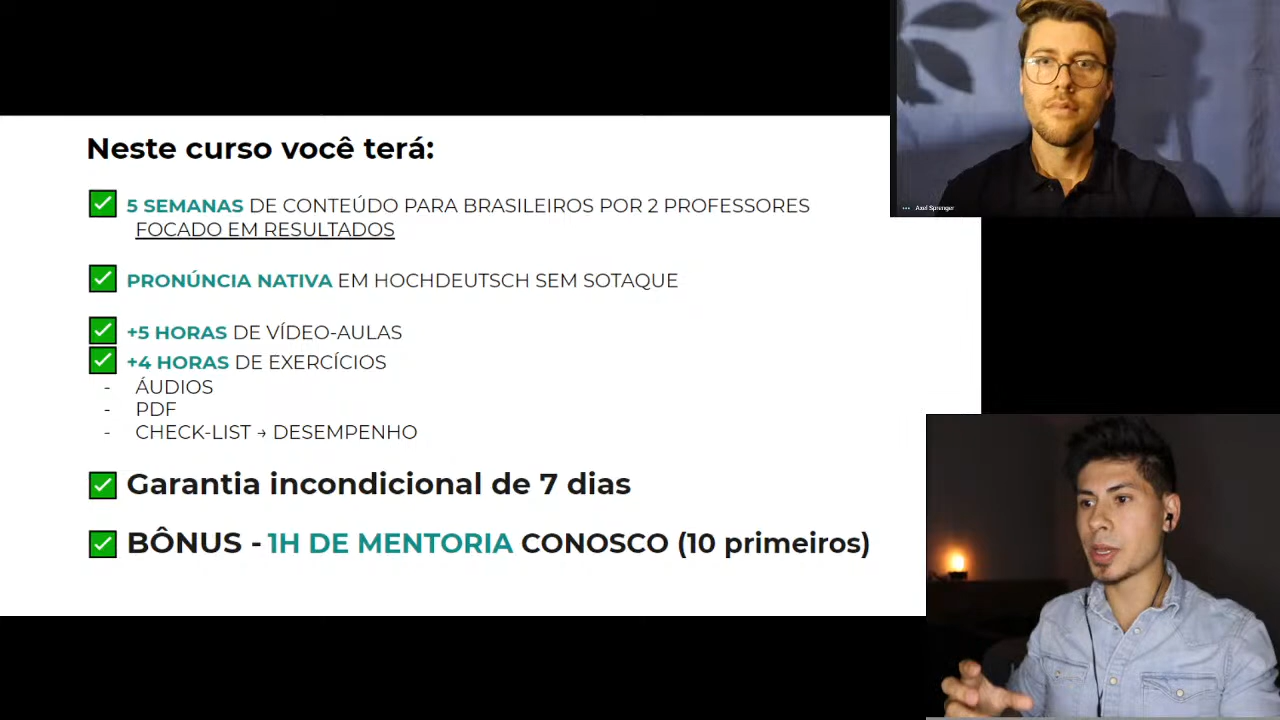 Neste curso você terá:
5 SEMANAS DE CONTEÚDO PARA BRASILEIROS POR 2 PROFESSORES
FOCADO EM RESULTADOS
PRONÚNCIA NATIVA EM HOCHDEUTSCH SEM SOTAQUE
+5 HORAS DE VÍDEO-AULAS
+4 HORAS DE EXERCÍCIOS
- ÁUDIOS
- PDF
- CHECK-LIST → DESEMPENHO
Garantia incondicional de 7 dias
BÔNUS - 1H DE MENTORIA CONOSCO (10 primeiros)
Axel Sprenger